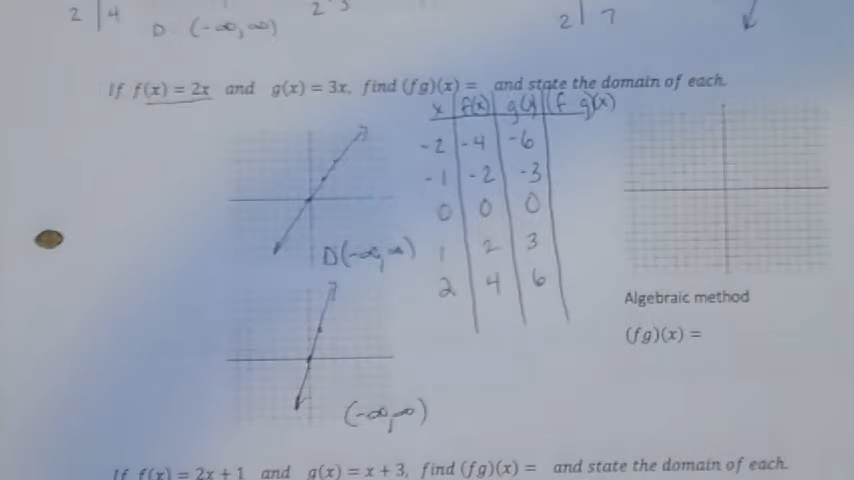 2 | 4
D (-∞, ∞)
2 3
2 | 7
If f(x) = 2x and g(x) = 3x, find (fg)(x) = and state the domain of each.
x | f(x) | g(x) | (f g)(x)
-2 | -4 | -6
-1 | -2 | -3
0 | 0 | 0
1 | 2 | 3
2 | 4 | 6
D(-∞, ∞)
(-∞, ∞)
Algebraic method
(fg)(x) =
If f(x) = 2x + 1 and g(x) = x + 3, find (fg)(x) = and state the domain of each.